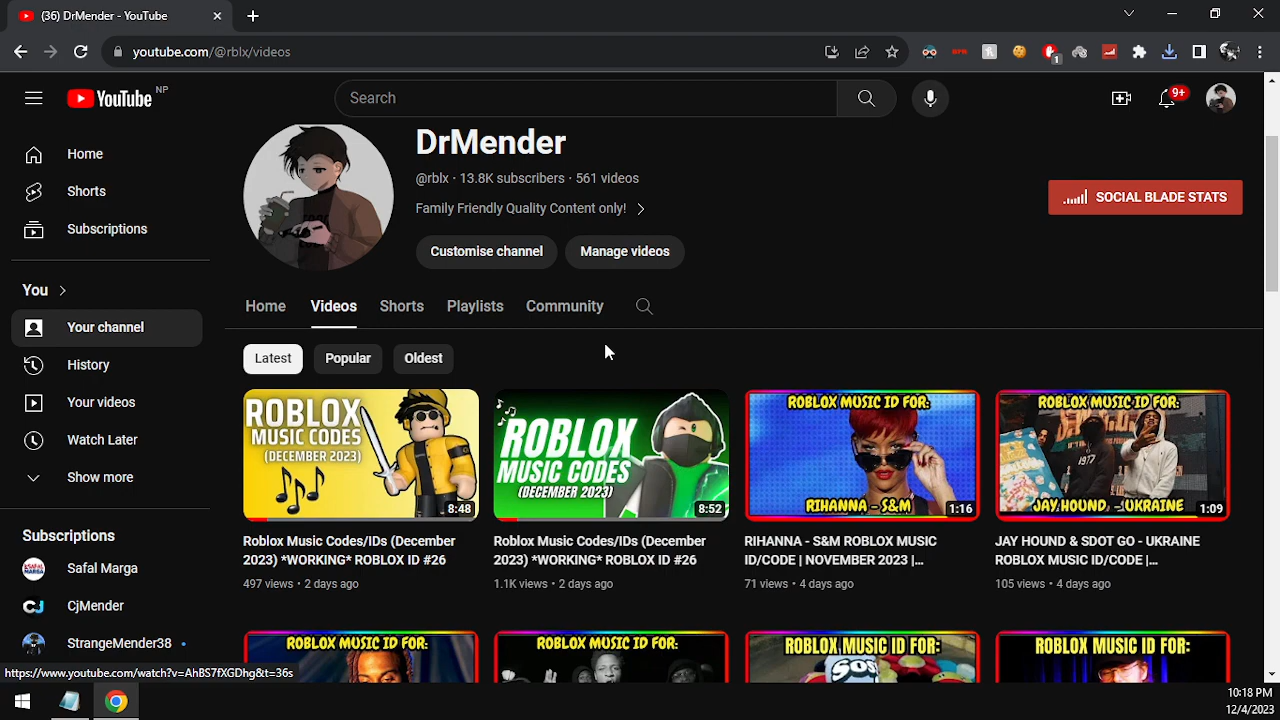 (36) DrMender - YouTube
youtube.com/@rblx/videos
1
YouTube NP
Search
9+
Home
Shorts
Subscriptions
You
Your channel
History
Your videos
Watch Later
Show more
Subscriptions
Safal Marga
CjMender
StrangeMender38
DrMender
@rblx · 13.8K subscribers · 561 videos
Family Friendly Quality Content only!
Customise channel
Manage videos
SOCIAL BLADE STATS
Home
Videos
Shorts
Playlists
Community
Latest
Popular
Oldest
ROBLOX
MUSIC CODES
(DECEMBER 2023)
8:48
Roblox Music Codes/IDs (December
2023) *WORKING* ROBLOX ID #26
497 views · 2 days ago
ROBLOX
MUSIC CODES
(DECEMBER 2023)
8:52
Roblox Music Codes/IDs (December
2023) *WORKING* ROBLOX ID #26
1.1K views · 2 days ago
ROBLOX MUSIC ID FOR:
RIHANNA - S&M
1:16
RIHANNA - S&M ROBLOX MUSIC
ID/CODE | NOVEMBER 2023 |...
71 views · 4 days ago
ROBLOX MUSIC ID FOR:
1977
JAY HOUND - UKRAINE
1:09
JAY HOUND & SDOT GO - UKRAINE
ROBLOX MUSIC ID/CODE |...
105 views · 4 days ago
ROBLOX MUSIC ID FOR:
ROBLOX MUSIC ID FOR:
ROBLOX MUSIC ID FOR:
ROBLOX MUSIC ID FOR:
https://www.youtube.com/watch?v=AhBS7fXGDhg&t=36s
10:18 PM
12/4/2023